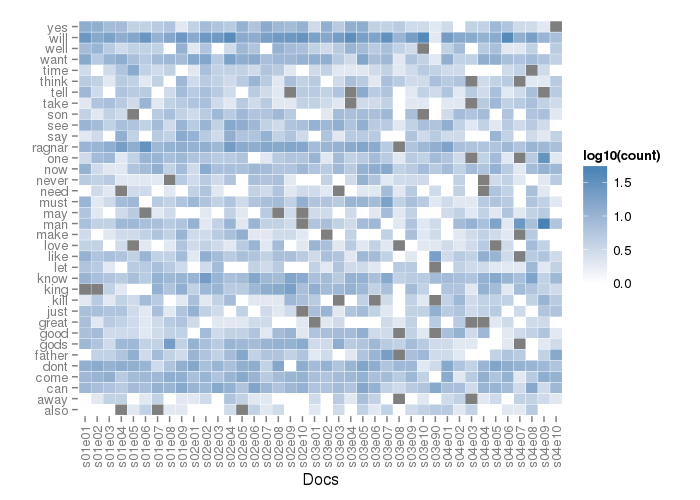 yes
will
well
want
time
think
tell
take
son
see
say
ragnar
one
now
never
need
must
may
man
make
love
like
let
know
king
kill
just
great
good
gods
father
dont
come
can
away
also
s01e01
s01e02
s01e03
s01e04
s01e05
s01e06
s01e07
s01e08
s01e09
s02e01
s02e02
s02e03
s02e04
s02e05
s02e06
s02e07
s02e08
s02e09
s02e10
s03e01
s03e02
s03e03
s03e04
s03e05
s03e06
s03e07
s03e08
s03e09
s03e10
s03e90
s04e01
s04e02
s04e03
s04e04
s04e05
s04e06
s04e07
s04e08
s04e09
s04e10
Docs
log10(count)
1.5
1.0
0.5
0.0